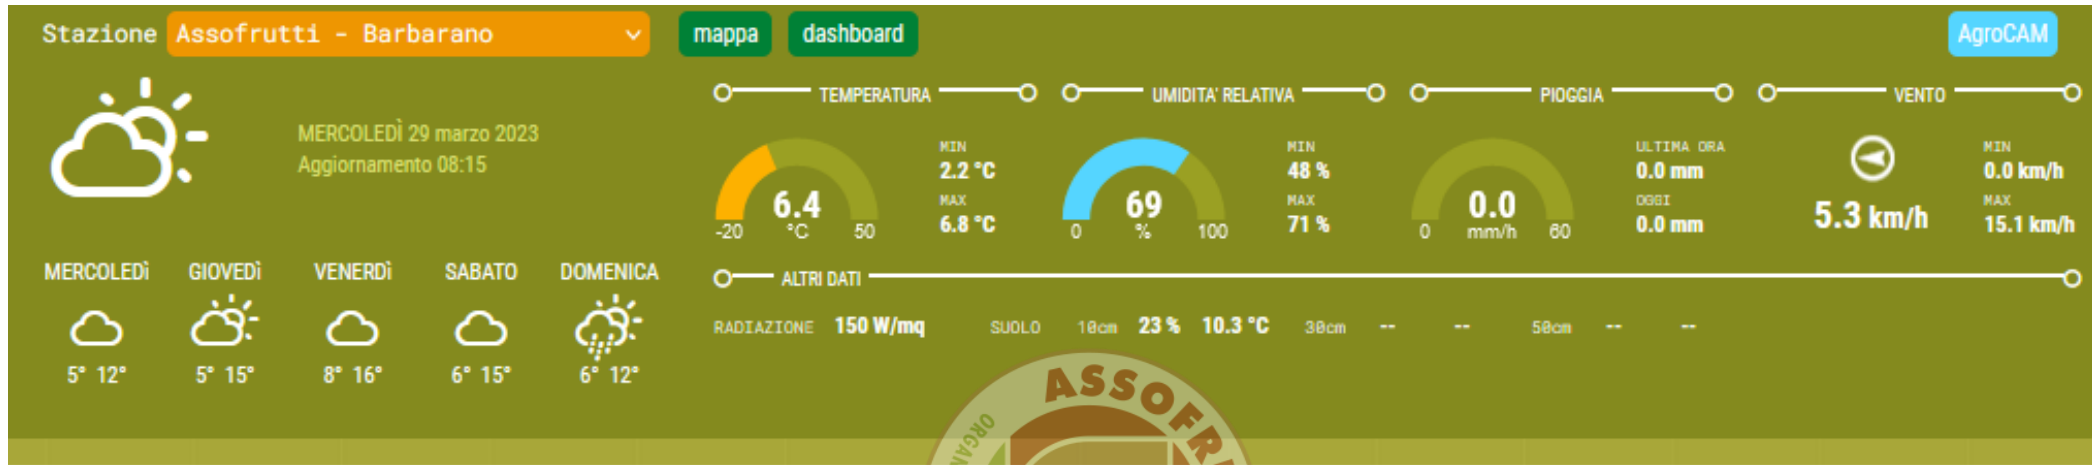 Stazione Assofrutti - Barbarano mappa dashboard AgroCAM
MERCOLEDÌ 29 marzo 2023
Aggiornamento 08:15
TEMPERATURA
6.4
°C
-20 50
MIN
2.2 °C
MAX
6.8 °C
UMIDITA' RELATIVA
69
%
0 100
MIN
48 %
MAX
71 %
PIOGGIA
0.0
mm/h
0 60
ULTIMA ORA
0.0 mm
OGGI
0.0 mm
VENTO
5.3 km/h
MIN
0.0 km/h
MAX
15.1 km/h
MERCOLEDÌ GIOVEDÌ VENERDÌ SABATO DOMENICA
5° 12° 5° 15° 8° 16° 6° 15° 6° 12°
ALTRI DATI
RADIAZIONE 150 W/mq SUOLO 10cm 23 % 10.3 °C 30cm -- -- 50cm -- --